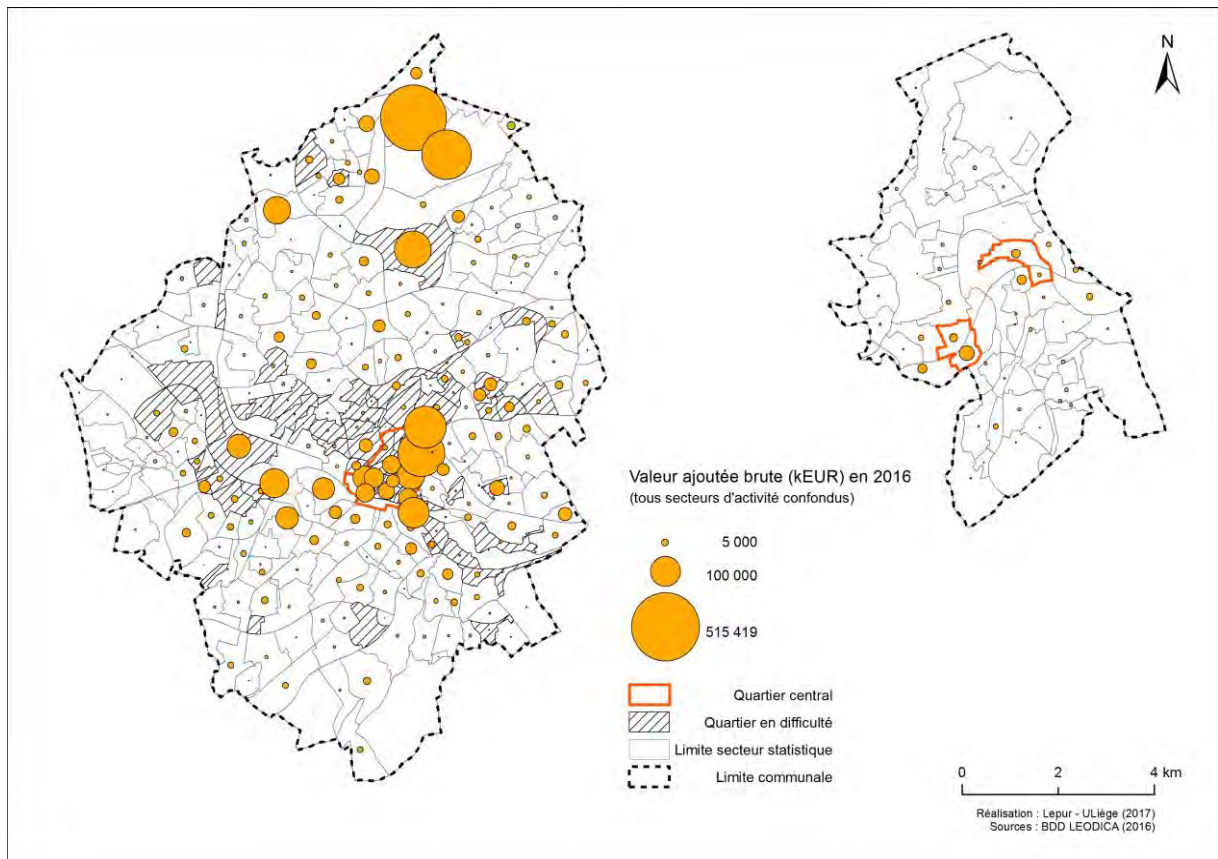 N
Valeur ajoutée brute (kEUR) en 2016
(tous secteurs d'activité confondus)
5 000
100 000
515 419
Quartier central
Quartier en difficulté
Limite secteur statistique
Limite communale
0 2 4 km
Réalisation : Lepur - ULiège (2017)
Sources : BDD LEODICA (2016)